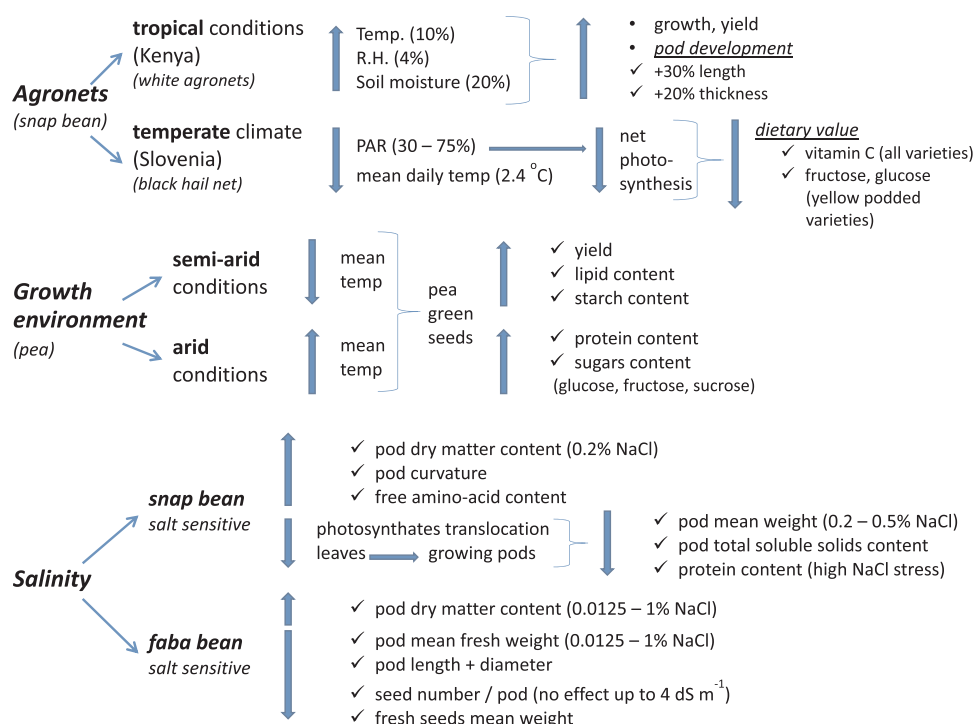 Agronets
(snap bean)
tropical conditions
(Kenya)
(white agronets)
Temp. (10%)
R.H. (4%)
Soil moisture (20%)
• growth, yield
• pod development
✓ +30% length
✓ +20% thickness
temperate climate
(Slovenia)
(black hail net)
PAR (30 – 75%)
mean daily temp (2.4 °C)
net
photo-
synthesis
dietary value
✓ vitamin C (all varieties)
✓ fructose, glucose
(yellow podded
varieties)
Growth
environment
(pea)
semi-arid
conditions
mean
temp
arid
conditions
mean
temp
pea
green
seeds
✓ yield
✓ lipid content
✓ starch content
✓ protein content
✓ sugars content
(glucose, fructose, sucrose)
Salinity
snap bean
salt sensitive
✓ pod dry matter content (0.2% NaCl)
✓ pod curvature
✓ free amino-acid content
photosynthates translocation
leaves growing pods
✓ pod mean weight (0.2 – 0.5% NaCl)
✓ pod total soluble solids content
✓ protein content (high NaCl stress)
faba bean
salt sensitive
✓ pod dry matter content (0.0125 – 1% NaCl)
✓ pod mean fresh weight (0.0125 – 1% NaCl)
✓ pod length + diameter
✓ seed number / pod (no effect up to 4 dS m⁻¹)
✓ fresh seeds mean weight